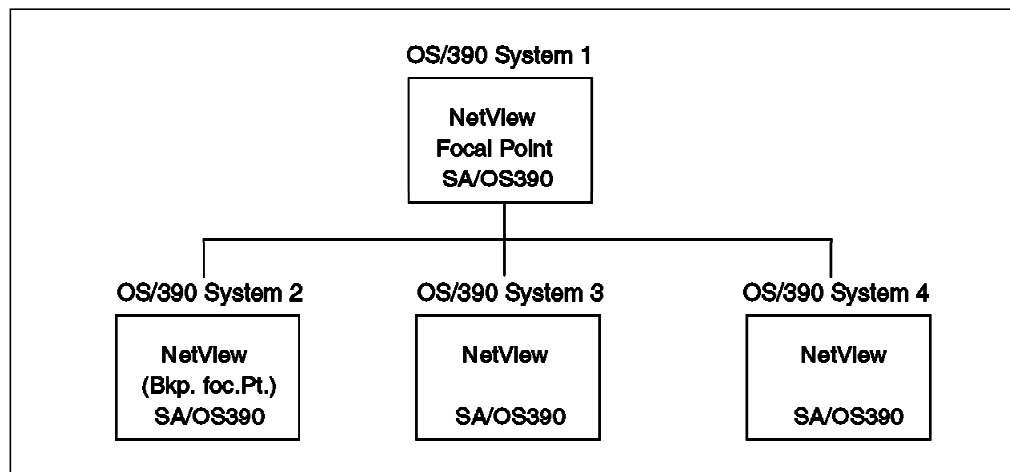 OS/390 System 1
NetView
Focal Point
SA/OS390
OS/390 System 2
NetView
(Bkp. foc.Pt.)
SA/OS390
OS/390 System 3
NetView
SA/OS390
OS/390 System 4
NetView
SA/OS390